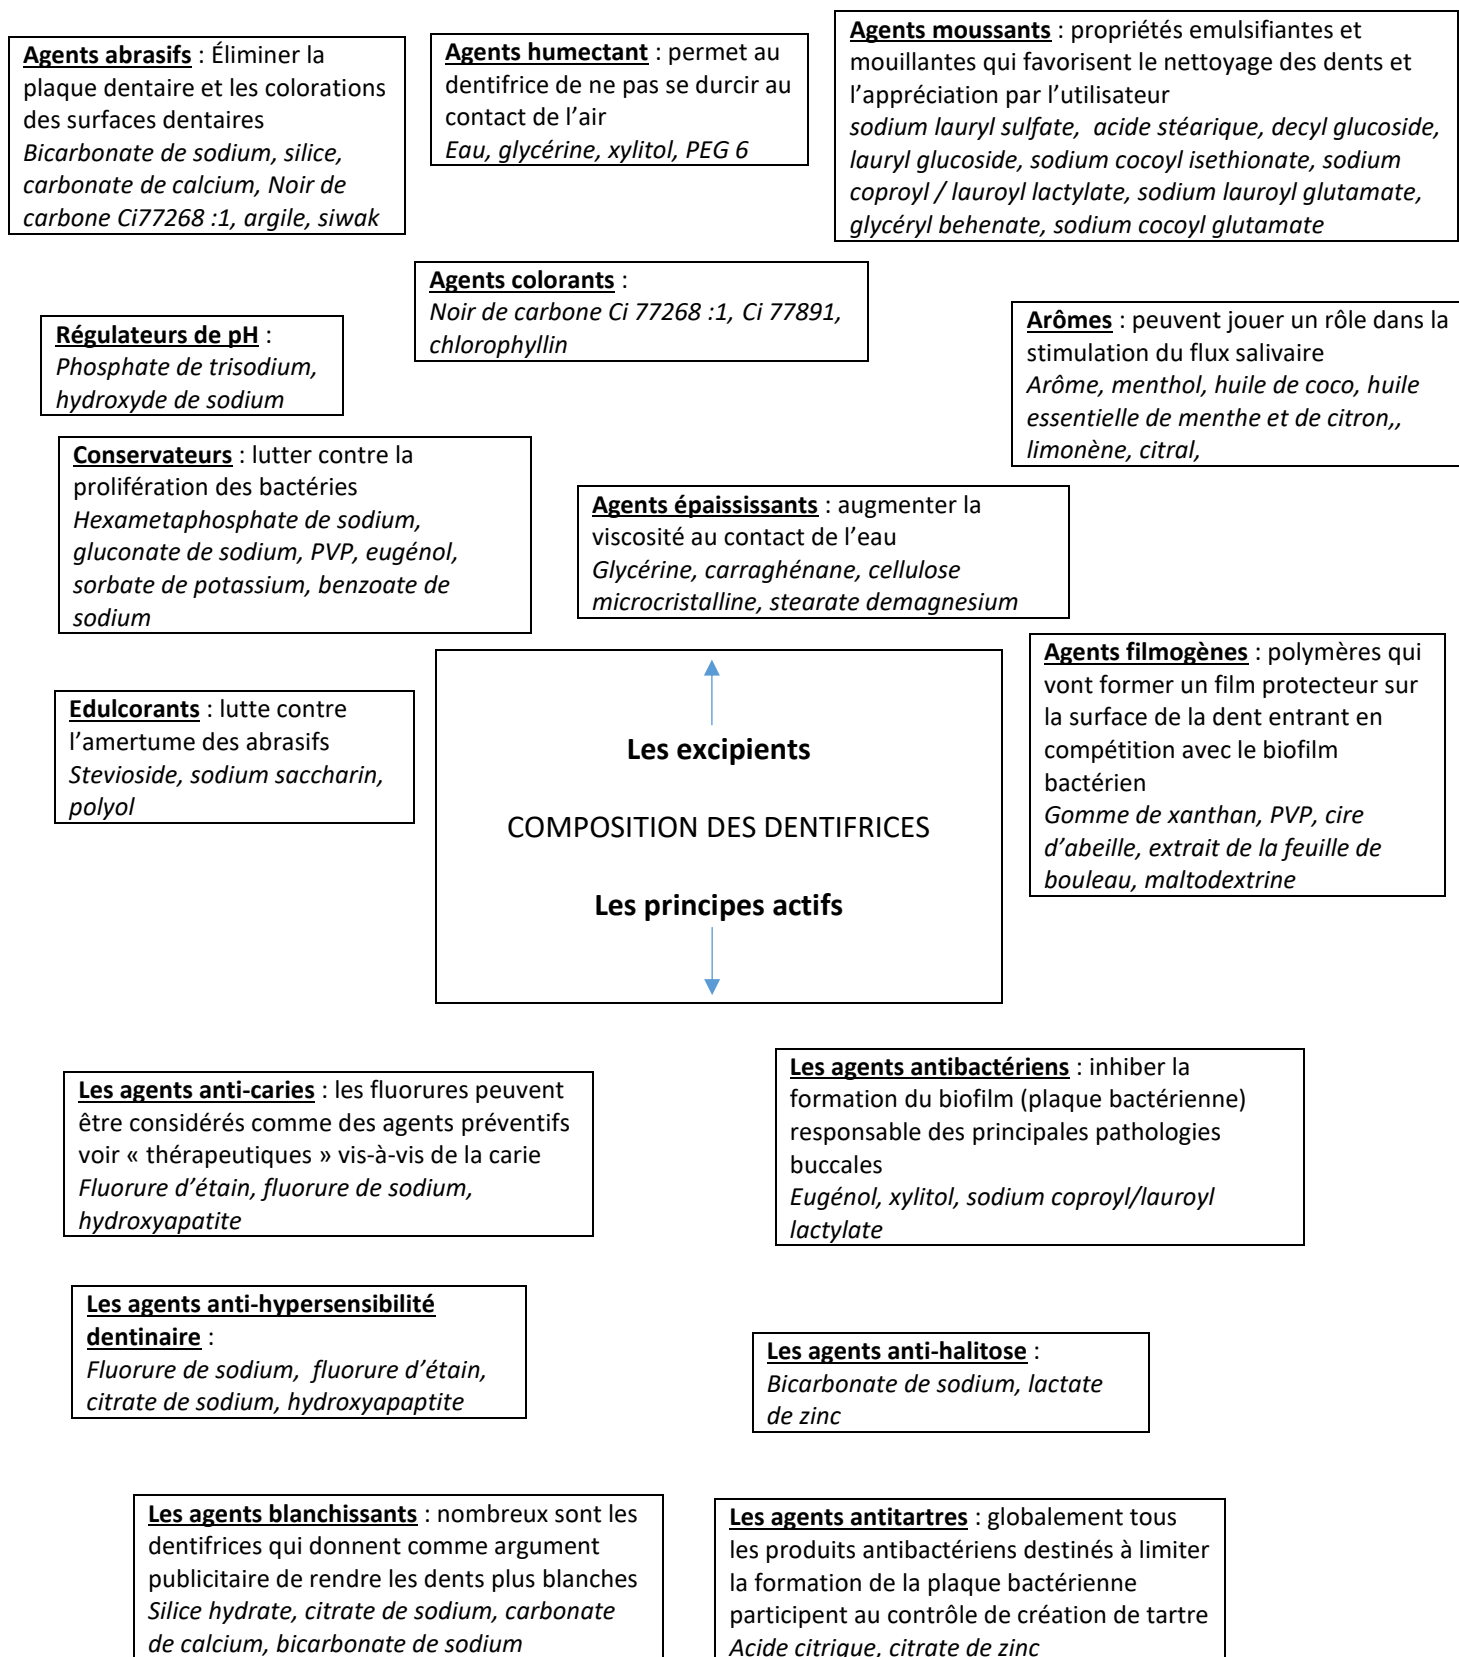 Agents abrasifs : Éliminer la
plaque dentaire et les colorations
des surfaces dentaires
Bicarbonate de sodium, silice,
carbonate de calcium, Noir de
carbone Ci77268 :1, argile, siwak
Agents humectant : permet au
dentifrice de ne pas se durcir au
contact de l’air
Eau, glycérine, xylitol, PEG 6
Agents moussants : propriétés emulsifiantes et
mouillantes qui favorisent le nettoyage des dents et
l’appréciation par l’utilisateur
sodium lauryl sulfate, acide stéarique, decyl glucoside,
lauryl glucoside, sodium cocoyl isethionate, sodium
coproyl / lauroyl lactylate, sodium lauroyl glutamate,
glycéryl behenate, sodium cocoyl glutamate
Agents colorants :
Noir de carbone Ci 77268 :1, Ci 77891,
chlorophyllin
Régulateurs de pH :
Phosphate de trisodium,
hydroxyde de sodium
Arômes : peuvent jouer un rôle dans la
stimulation du flux salivaire
Arôme, menthol, huile de coco, huile
essentielle de menthe et de citron,,
limonène, citral,
Conservateurs : lutter contre la
prolifération des bactéries
Hexametaphosphate de sodium,
gluconate de sodium, PVP, eugénol,
sorbate de potassium, benzoate de
sodium
Agents épaississants : augmenter la
viscosité au contact de l’eau
Glycérine, carraghénane, cellulose
microcristalline, stearate demagnesium
Agents filmogènes : polymères qui
vont former un film protecteur sur
la surface de la dent entrant en
compétition avec le biofilm
bactérien
Gomme de xanthan, PVP, cire
d’abeille, extrait de la feuille de
bouleau, maltodextrine
Edulcorants : lutte contre
l’amertume des abrasifs
Stevioside, sodium saccharin,
polyol
Les excipients
COMPOSITION DES DENTIFRICES
Les principes actifs
Les agents anti-caries : les fluorures peuvent
être considérés comme des agents préventifs
voir « thérapeutiques » vis-à-vis de la carie
Fluorure d’étain, fluorure de sodium,
hydroxyapatite
Les agents antibactériens : inhiber la
formation du biofilm (plaque bactérienne)
responsable des principales pathologies
buccales
Eugénol, xylitol, sodium coproyl/lauroyl
lactylate
Les agents anti-hypersensibilité
dentinaire :
Fluorure de sodium, fluorure d’étain,
citrate de sodium, hydroxyapaptite
Les agents anti-halitose :
Bicarbonate de sodium, lactate
de zinc
Les agents blanchissants : nombreux sont les
dentifrices qui donnent comme argument
publicitaire de rendre les dents plus blanches
Silice hydrate, citrate de sodium, carbonate
de calcium, bicarbonate de sodium
Les agents antitartres : globalement tous
les produits antibactériens destinés à limiter
la formation de la plaque bactérienne
participent au contrôle de création de tartre
Acide citrique, citrate de zinc